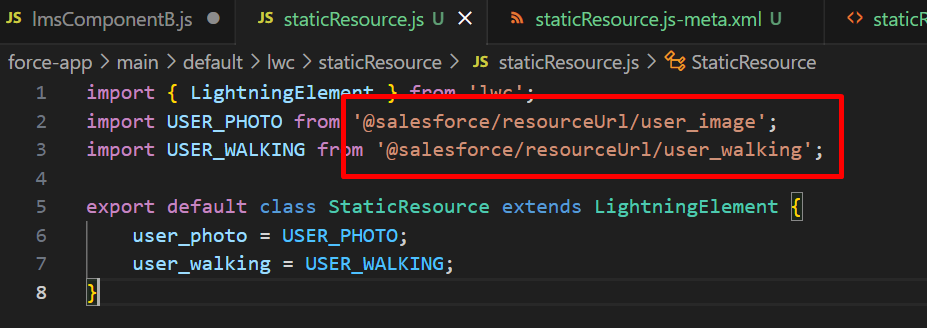 JS lmsComponentB.js
JS staticResource.js U
staticResource.js-meta.xml U
<> static
force-app > main > default > lwc > staticResource > JS staticResource.js > StaticResource
1 import { LightningElement } from 'lwc';
2 import USER_PHOTO from '@salesforce/resourceUrl/user_image';
3 import USER_WALKING from '@salesforce/resourceUrl/user_walking';
4
5 export default class StaticResource extends LightningElement {
6 user_photo = USER_PHOTO;
7 user_walking = USER_WALKING;
8 }